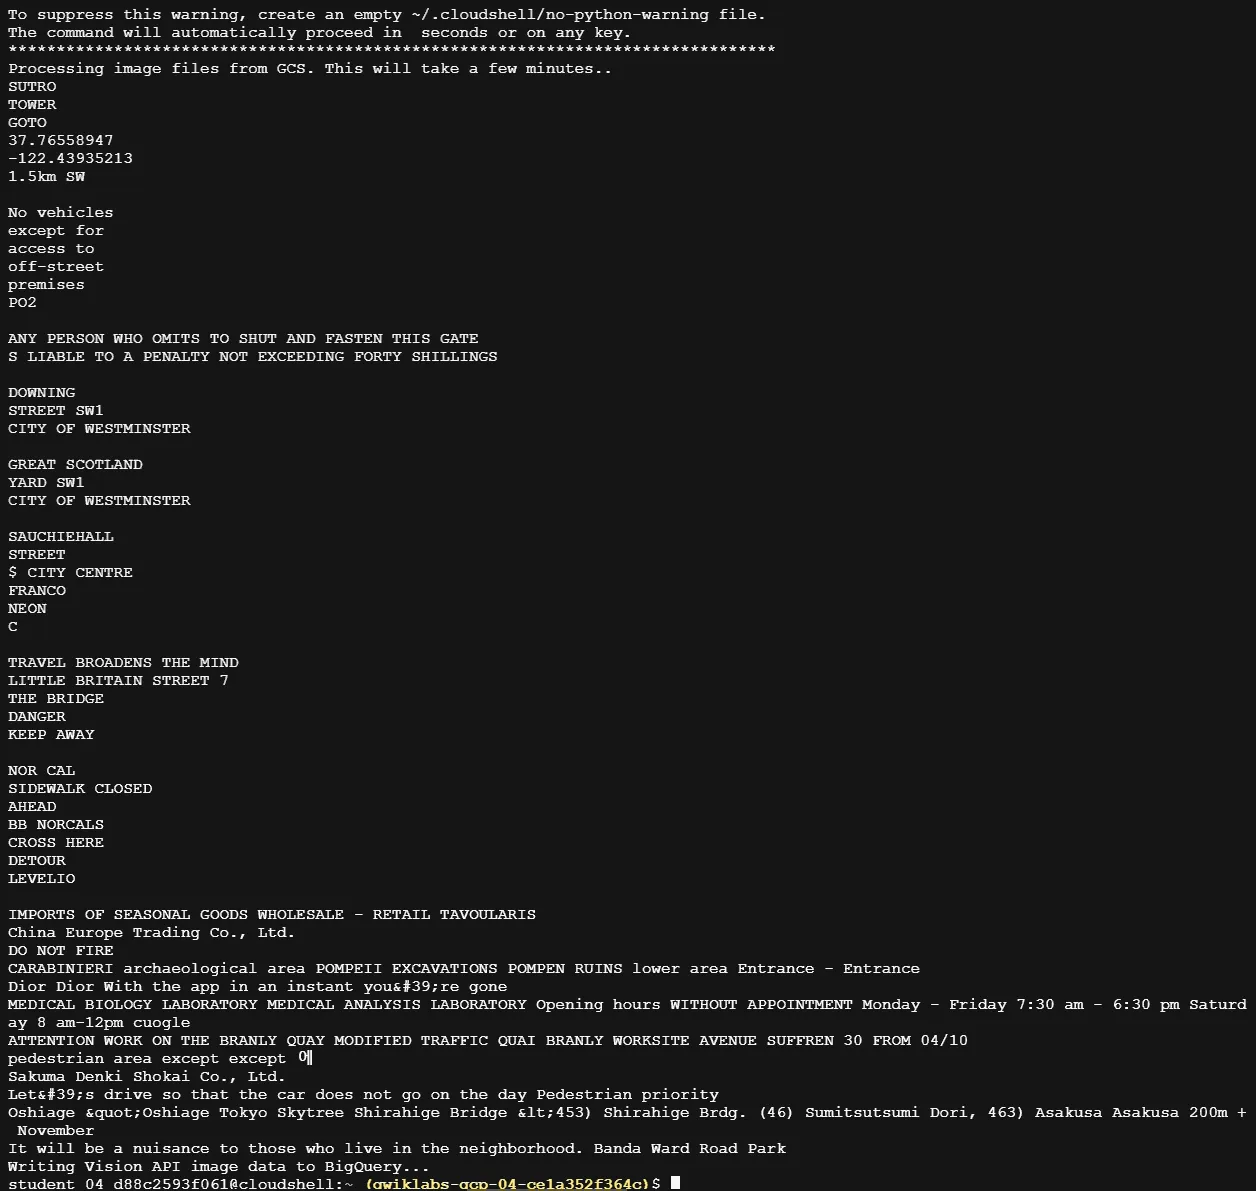 To suppress this warning, create an empty ~/.cloudshell/no-python-warning file.
The command will automatically proceed in  seconds or on any key.
********************************************************************************
Processing image files from GCS. This will take a few minutes..
SUTRO
TOWER
GOTO
37.76558947
-122.43935213
1.5km SW
No vehicles
except for
access to
off-street
premises
PO2
ANY PERSON WHO OMITS TO SHUT AND FASTEN THIS GATE
S LIABLE TO A PENALTY NOT EXCEEDING FORTY SHILLINGS
DOWNING
STREET SW1
CITY OF WESTMINSTER
GREAT SCOTLAND
YARD SW1
CITY OF WESTMINSTER
SAUCHIEHALL
STREET
$ CITY CENTRE
FRANCO
NEON
C
TRAVEL BROADENS THE MIND
LITTLE BRITAIN STREET 7
THE BRIDGE
DANGER
KEEP AWAY
NOR CAL
SIDEWALK CLOSED
AHEAD
BB NORCALS
CROSS HERE
DETOUR
LEVELIO
IMPORTS OF SEASONAL GOODS WHOLESALE - RETAIL TAVOULARIS
China Europe Trading Co., Ltd.
DO NOT FIRE
CARABINIERI archaeological area POMPEII EXCAVATIONS POMPEN RUINS lower area Entrance - Entrance
Dior Dior With the app in an instant you&#39;re gone
MEDICAL BIOLOGY LABORATORY MEDICAL ANALYSIS LABORATORY Opening hours WITHOUT APPOINTMENT Monday - Friday 7:30 am - 6:30 pm Saturd
ay 8 am-12pm cuogle
ATTENTION WORK ON THE BRANLY QUAY MODIFIED TRAFFIC QUAI BRANLY WORKSITE AVENUE SUFFREN 30 FROM 04/10
pedestrian area except except
Sakuma Denki Shokai Co., Ltd.
Let&#39;s drive so that the car does not go on the day Pedestrian priority
Oshiage &quot;Oshiage Tokyo Skytree Shirahige Bridge &lt;453) Shirahige Brdg. (46) Sumitsutsumi Dori, 463) Asakusa Asakusa 200m +
November
It will be a nuisance to those who live in the neighborhood. Banda Ward Road Park
Writing Vision API image data to BigQuery...
student_04_d88c2593f061@cloudshell:~ (qwiklabs-gcp-04-ce1a352f364c)$